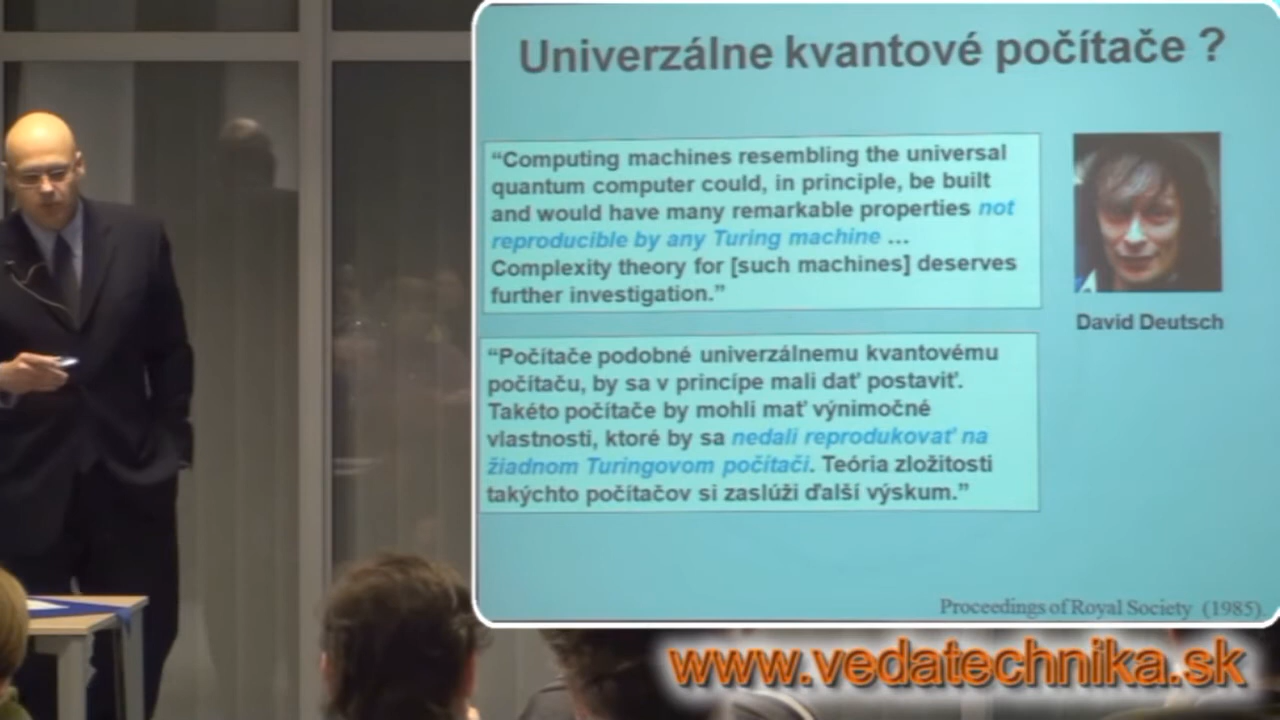 Univerzálne kvantové počítače ?
“Computing machines resembling the universal
quantum computer could, in principle, be built
and would have many remarkable properties not
reproducible by any Turing machine ...
Complexity theory for [such machines] deserves
further investigation.”
David Deutsch
“Počítače podobné univerzálnemu kvantovému
počítaču, by sa v princípe mali dať postaviť.
Takéto počítače by mohli mať výnimočné
vlastnosti, ktoré by sa nedali reprodukovať na
žiadnom Turingovom počítači. Teória zložitosti
takýchto počítačov si zaslúži ďalší výskum.”
Proceedings of Royal Society (1985).
www.vedatechnika.sk